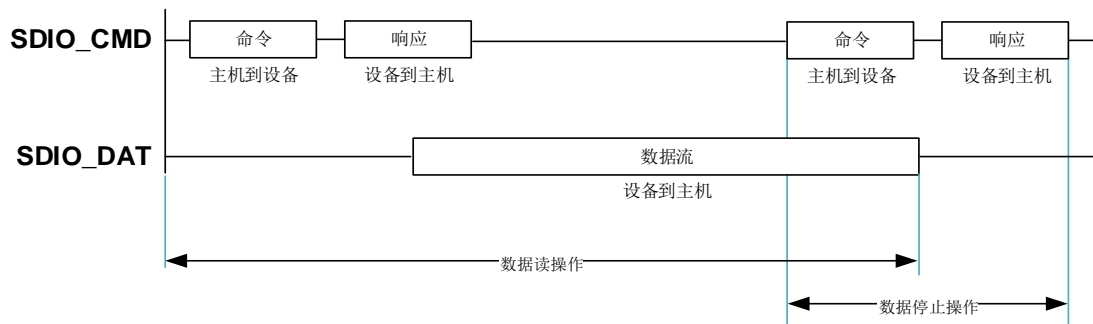 SDIO_CMD 命令 响应 命令 响应
主机到设备 设备到主机 主机到设备 设备到主机
SDIO_DAT 数据流
设备到主机
数据读操作
数据停止操作